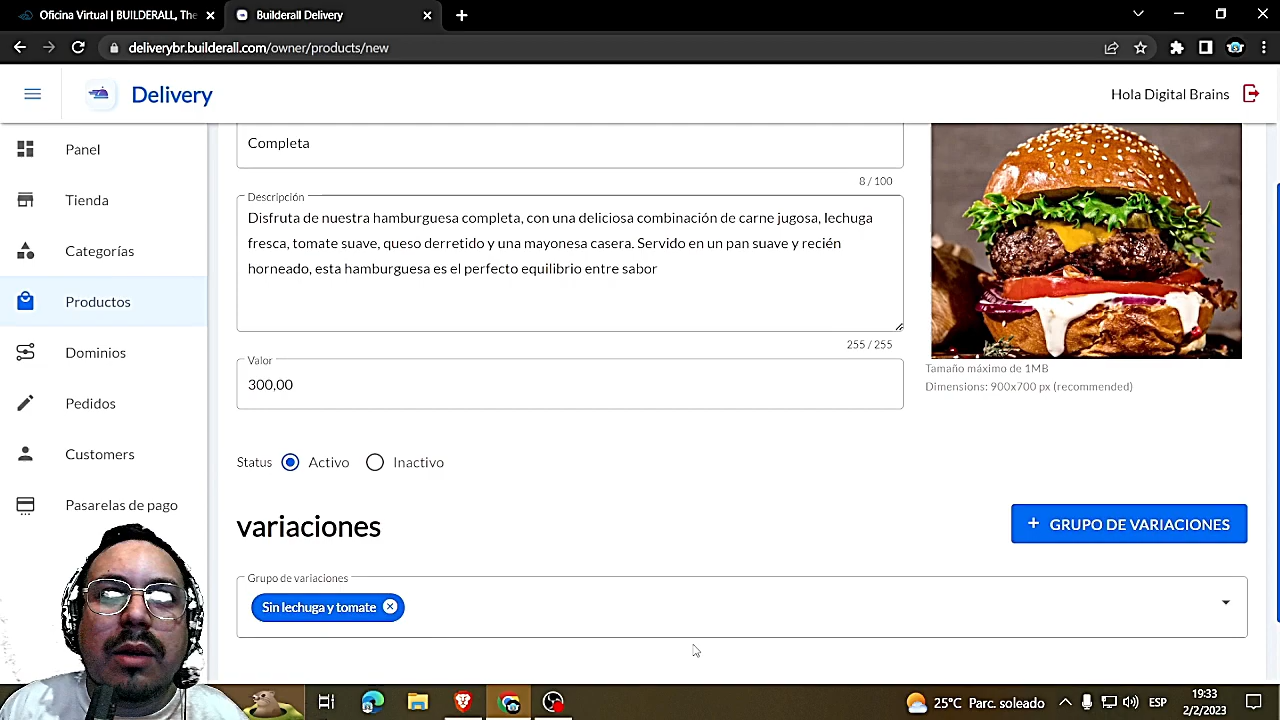 Oficina Virtual | BUILDERALL, The
Builderall Delivery
deliverybr.builderall.com/owner/products/new
Delivery
Hola Digital Brains
Panel
Tienda
Categorías
Productos
Dominios
Pedidos
Customers
Pasarelas de pago
Completa
8 / 100
Descripción
Disfruta de nuestra hamburguesa completa, con una deliciosa combinación de carne jugosa, lechuga
fresca, tomate suave, queso derretido y una mayonesa casera. Servido en un pan suave y recién
horneado, esta hamburguesa es el perfecto equilibrio entre sabor
255 / 255
Valor
300,00
Tamaño máximo de 1MB
Dimensions: 900x700 px (recommended)
Status
Activo
Inactivo
variaciones
+ GRUPO DE VARIACIONES
Grupo de variaciones
Sin lechuga y tomate
25°C Parc. soleado
ESP
19:33
2/2/2023